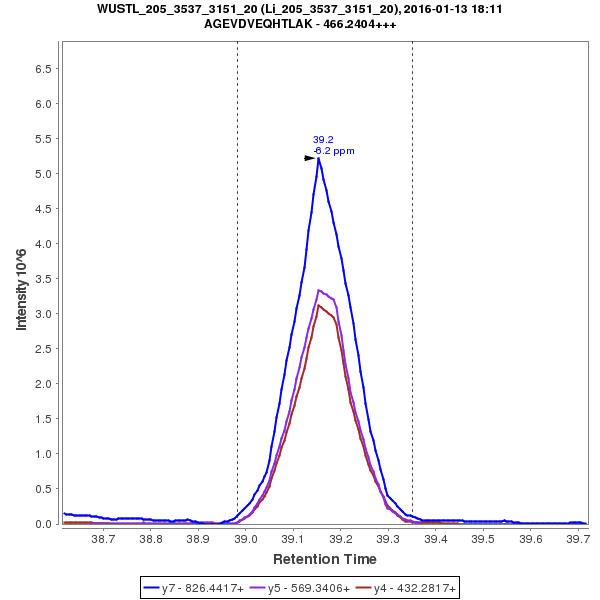 WUSTL_205_3537_3151_20 (Li_205_3537_3151_20), 2016-01-13 18:11
AGEVDVEQHTLAK - 466.2404+++
6.5
6.0
5.5
5.0
4.5
4.0
3.5
3.0
2.5
2.0
1.5
1.0
0.5
0.0
Intensity 10^6
39.2
-6.2 ppm
38.7 38.8 38.9 39.0 39.1 39.2 39.3 39.4 39.5 39.6 39.7
Retention Time
y7 - 826.4417+ y5 - 569.3406+ y4 - 432.2817+